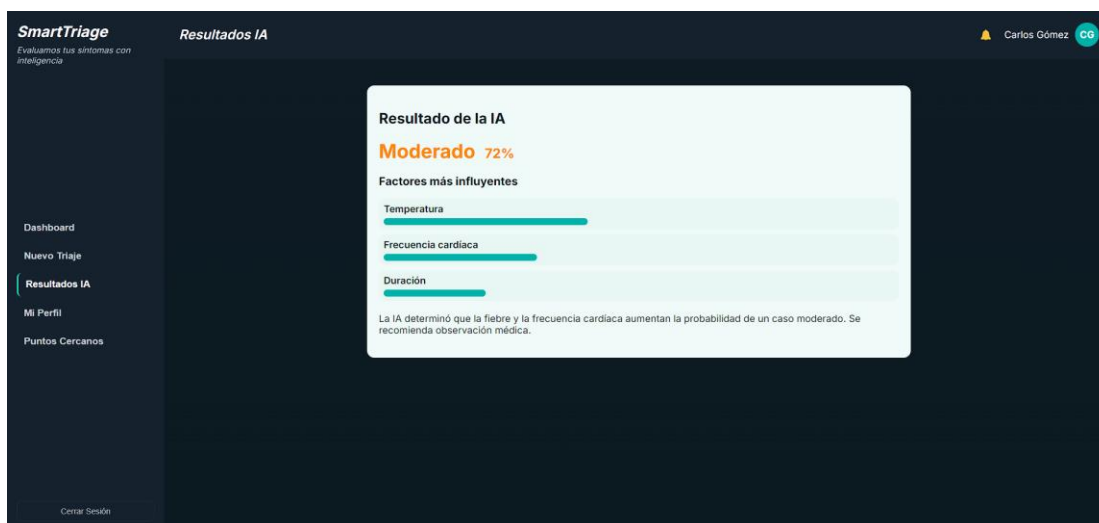 SmartTriage
Evaluamos tus síntomas con
inteligencia
Dashboard
Nuevo Triaje
Resultados IA
Mi Perfil
Puntos Cercanos
Cerrar Sesión
Resultados IA
Carlos Gómez CG
Resultado de la IA
Moderado 72%
Factores más influyentes
Temperatura
Frecuencia cardíaca
Duración
La IA determinó que la fiebre y la frecuencia cardíaca aumentan la probabilidad de un caso moderado. Se
recomienda observación médica.